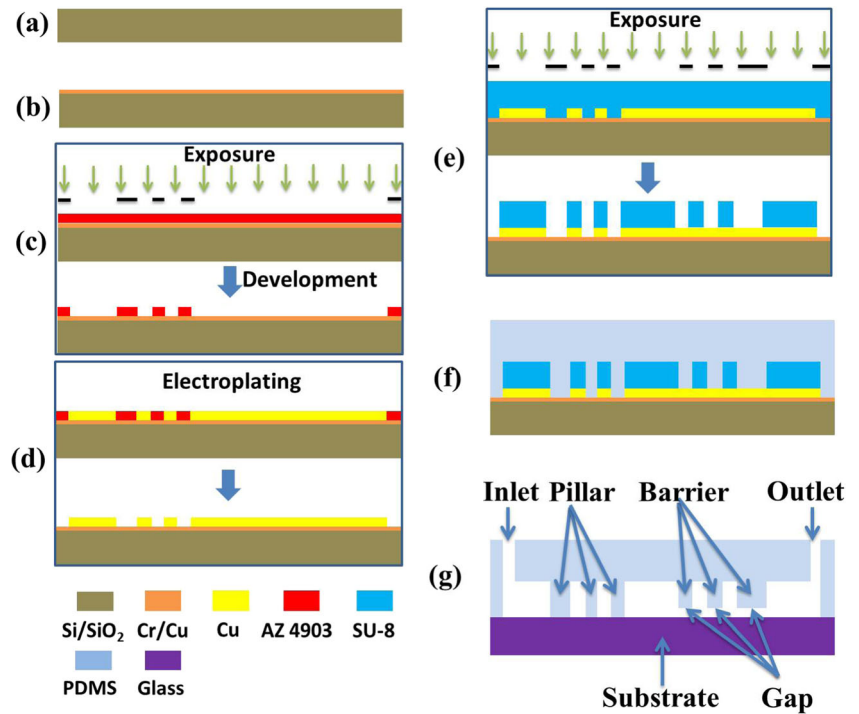 (a)
(b)
Exposure
(c)
Development
Electroplating
(d)
Si/SiO2 Cr/Cu Cu AZ 4903 SU-8
PDMS Glass
Exposure
(e)
(f)
Inlet Pillar Barrier Outlet
(g)
Substrate Gap